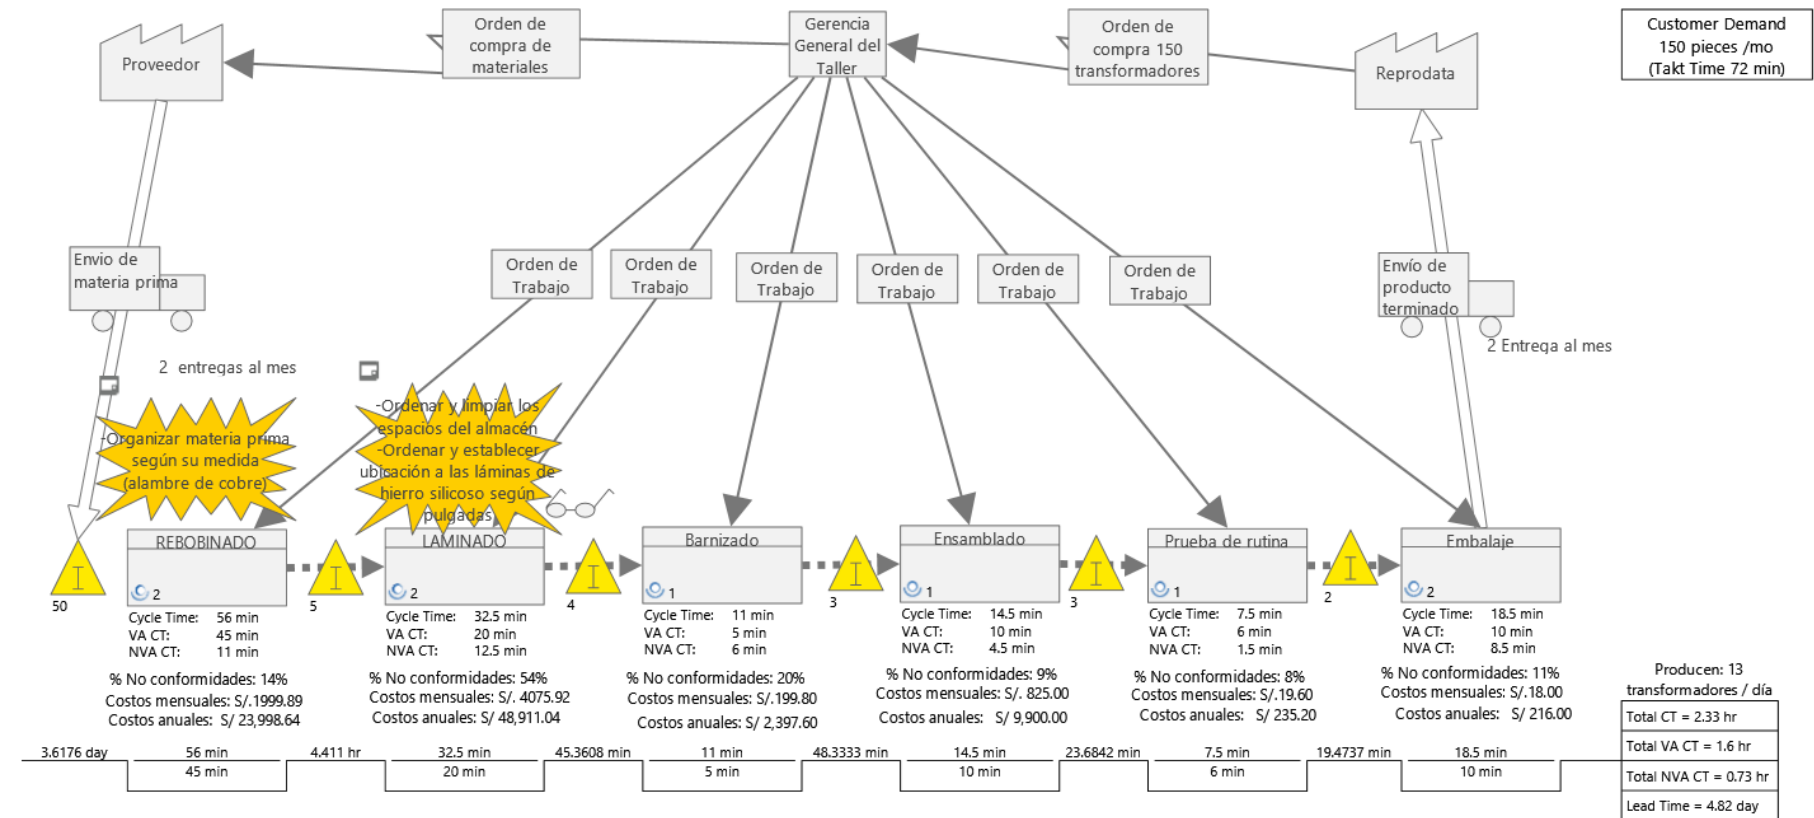 Proveedor
Orden de
compra de
materiales
Gerencia
General del
Taller
Orden de
compra 150
transformadores
Reprodata
Customer Demand
150 pieces /mo
(Takt Time 72 min)
Envio de
materia prima
2 entregas al mes
Orden de
Trabajo
Orden de
Trabajo
Orden de
Trabajo
Orden de
Trabajo
Orden de
Trabajo
Orden de
Trabajo
Envío de
producto
terminado
2 Entrega al mes
-Organizar materia prima
según su medida
(alambre de cobre)
-Ordenar y limpiar los
espacios del almacén
-Ordenar y establecer
ubicación a las láminas de
hierro silicoso según
pulgadas
I
50
REBOBINADO
2
Cycle Time: 56 min
VA CT: 45 min
NVA CT: 11 min
% No conformidades: 14%
Costos mensuales: S/.1999.89
Costos anuales: S/ 23,998.64
I
5
LAMINADO
2
Cycle Time: 32.5 min
VA CT: 20 min
NVA CT: 12.5 min
% No conformidades: 54%
Costos mensuales: S/. 4075.92
Costos anuales: S/ 48,911.04
I
4
Barnizado
1
Cycle Time: 11 min
VA CT: 5 min
NVA CT: 6 min
% No conformidades: 20%
Costos mensuales: S/.199.80
Costos anuales: S/ 2,397.60
I
3
Ensamblado
1
Cycle Time: 14.5 min
VA CT: 10 min
NVA CT: 4.5 min
% No conformidades: 9%
Costos mensuales: S/. 825.00
Costos anuales: S/ 9,900.00
I
3
Prueba de rutina
1
Cycle Time: 7.5 min
VA CT: 6 min
NVA CT: 1.5 min
% No conformidades: 8%
Costos mensuales: S/.19.60
Costos anuales: S/ 235.20
I
2
Embalaje
2
Cycle Time: 18.5 min
VA CT: 10 min
NVA CT: 8.5 min
% No conformidades: 11%
Costos mensuales: S/.18.00
Costos anuales: S/ 216.00
Producen: 13
transformadores / día
Total CT = 2.33 hr
Total VA CT = 1.6 hr
Total NVA CT = 0.73 hr
Lead Time = 4.82 day
3.6176 day 56 min 4.411 hr 32.5 min 45.3608 min 11 min 48.3333 min 14.5 min 23.6842 min 7.5 min 19.4737 min 18.5 min
45 min 20 min 5 min 10 min 6 min 10 min